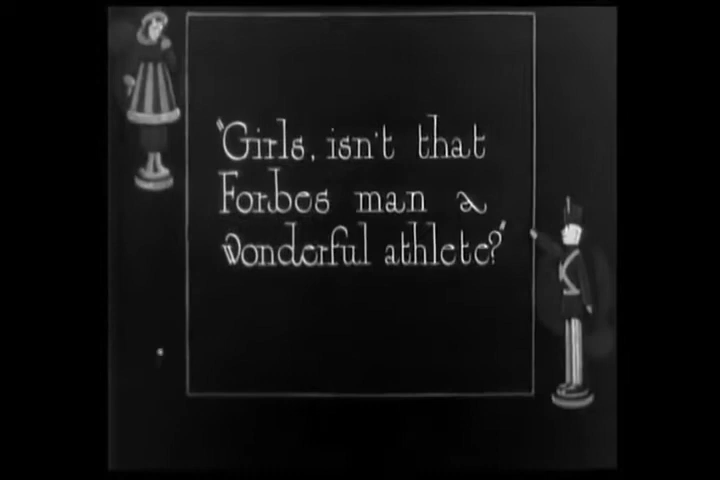 "Girls, isn't that
Forbes man a
wonderful athlete?"